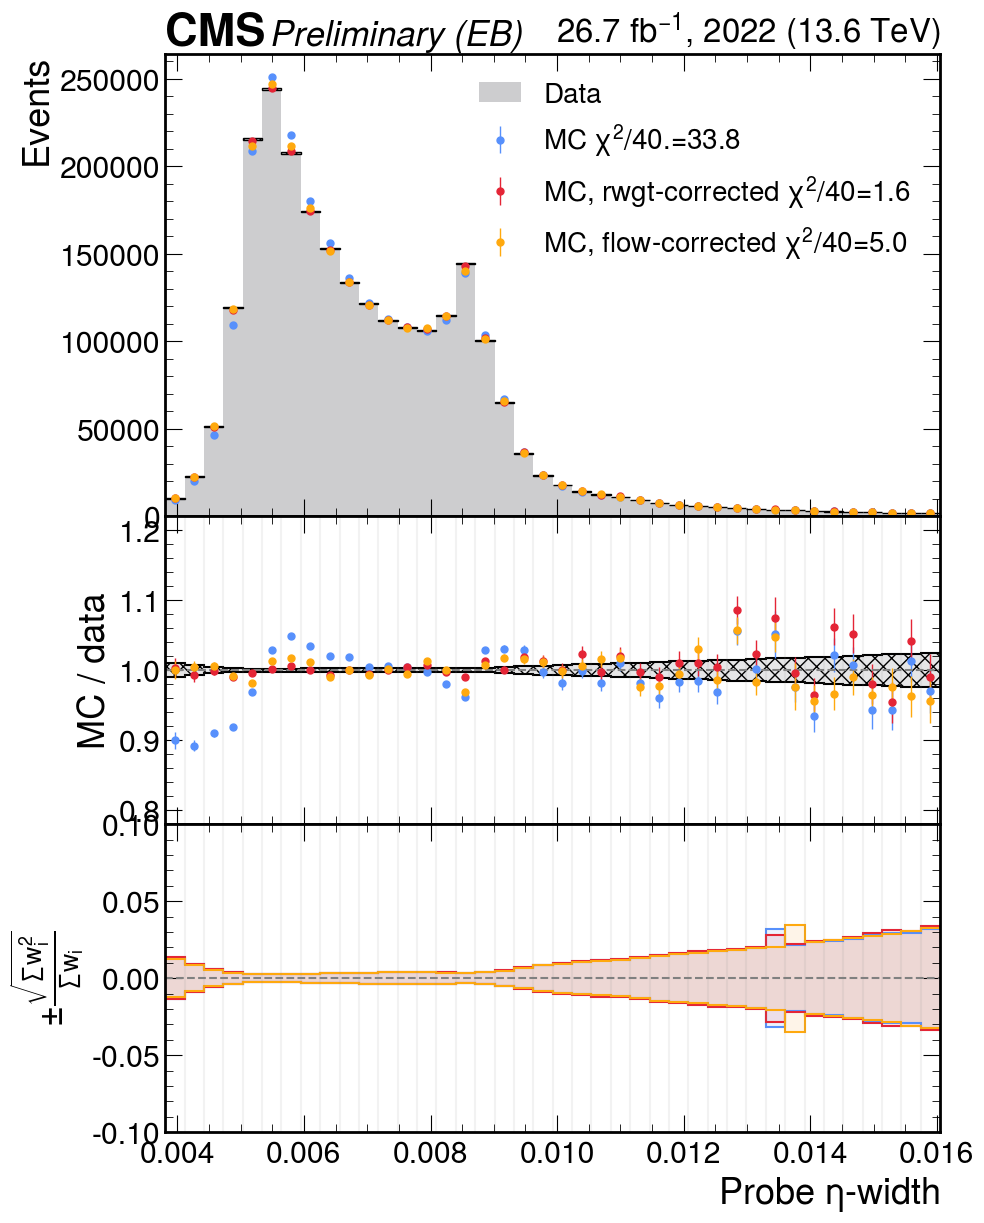 CMS Preliminary (EB) 26.7 fb⁻¹, 2022 (13.6 TeV)
Events
250000
200000
150000
100000
50000
0
Data
MC χ²/40.=33.8
MC, rwgt-corrected χ²/40=1.6
MC, flow-corrected χ²/40=5.0
MC / data
1.2
1.1
1.0
0.9
0.8
±√Σwᵢ²/Σwᵢ
0.10
0.05
0.00
-0.05
-0.10
0.004 0.006 0.008 0.010 0.012 0.014 0.016
Probe η-width